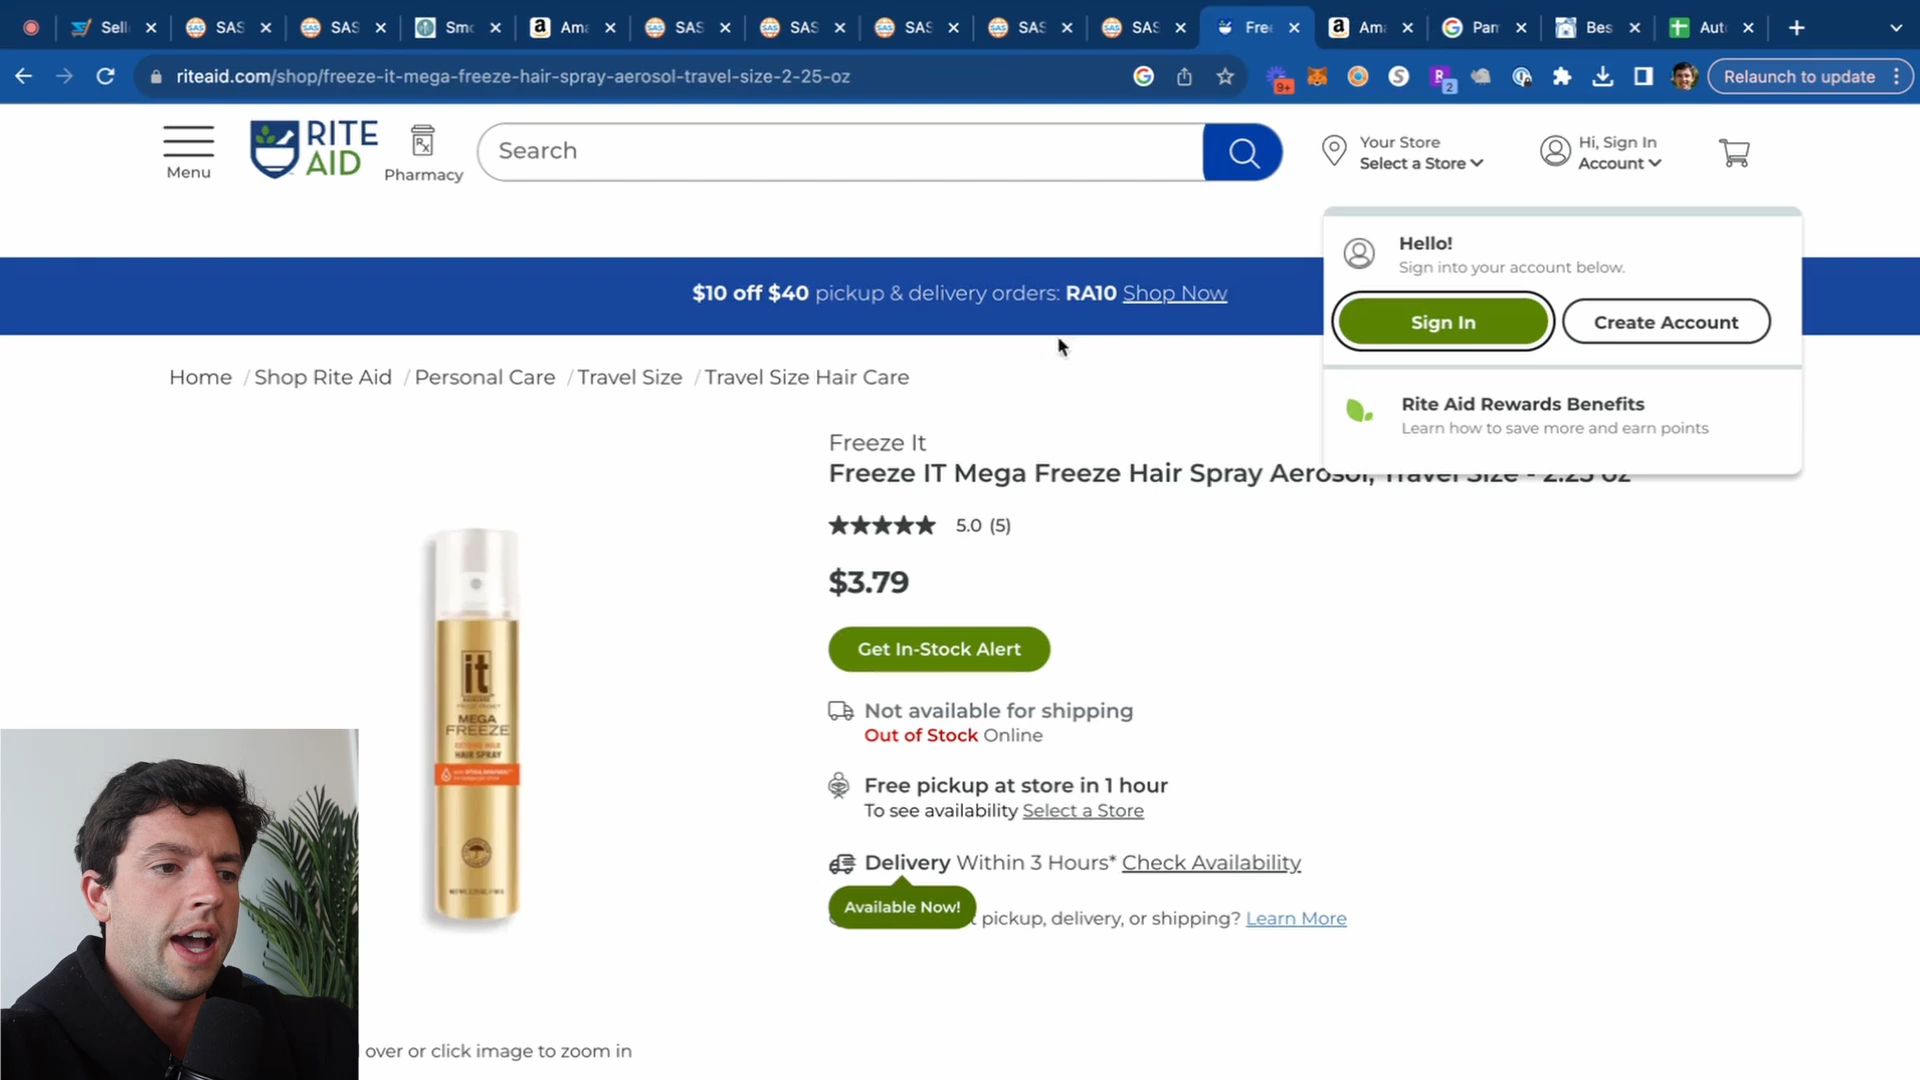 Sell
SAS
SAS
Smo
Ama
SAS
SAS
SAS
SAS
SAS
Free
Am
Pan
Bes
Aut
riteaid.com/shop/freeze-it-mega-freeze-hair-spray-aerosol-travel-size-2-25-oz
9+
2
Relaunch to update
Menu
RITE
AID
Pharmacy
Search
Your Store
Select a Store
Hi, Sign In
Account
$10 off $40 pickup & delivery orders: RA10 Shop Now
Hello!
Sign into your account below.
Sign In
Create Account
Rite Aid Rewards Benefits
Learn how to save more and earn points
Home / Shop Rite Aid / Personal Care / Travel Size / Travel Size Hair Care
Freeze It
Freeze IT Mega Freeze Hair Spray Aerosol, Travel Size - 2.25 oz
5.0 (5)
$3.79
Get In-Stock Alert
Not available for shipping
Out of Stock Online
Free pickup at store in 1 hour
To see availability Select a Store
Delivery Within 3 Hours* Check Availability
Available Now!
pickup, delivery, or shipping? Learn More
it
MEGA
FREEZE
HAIR SPRAY
over or click image to zoom in